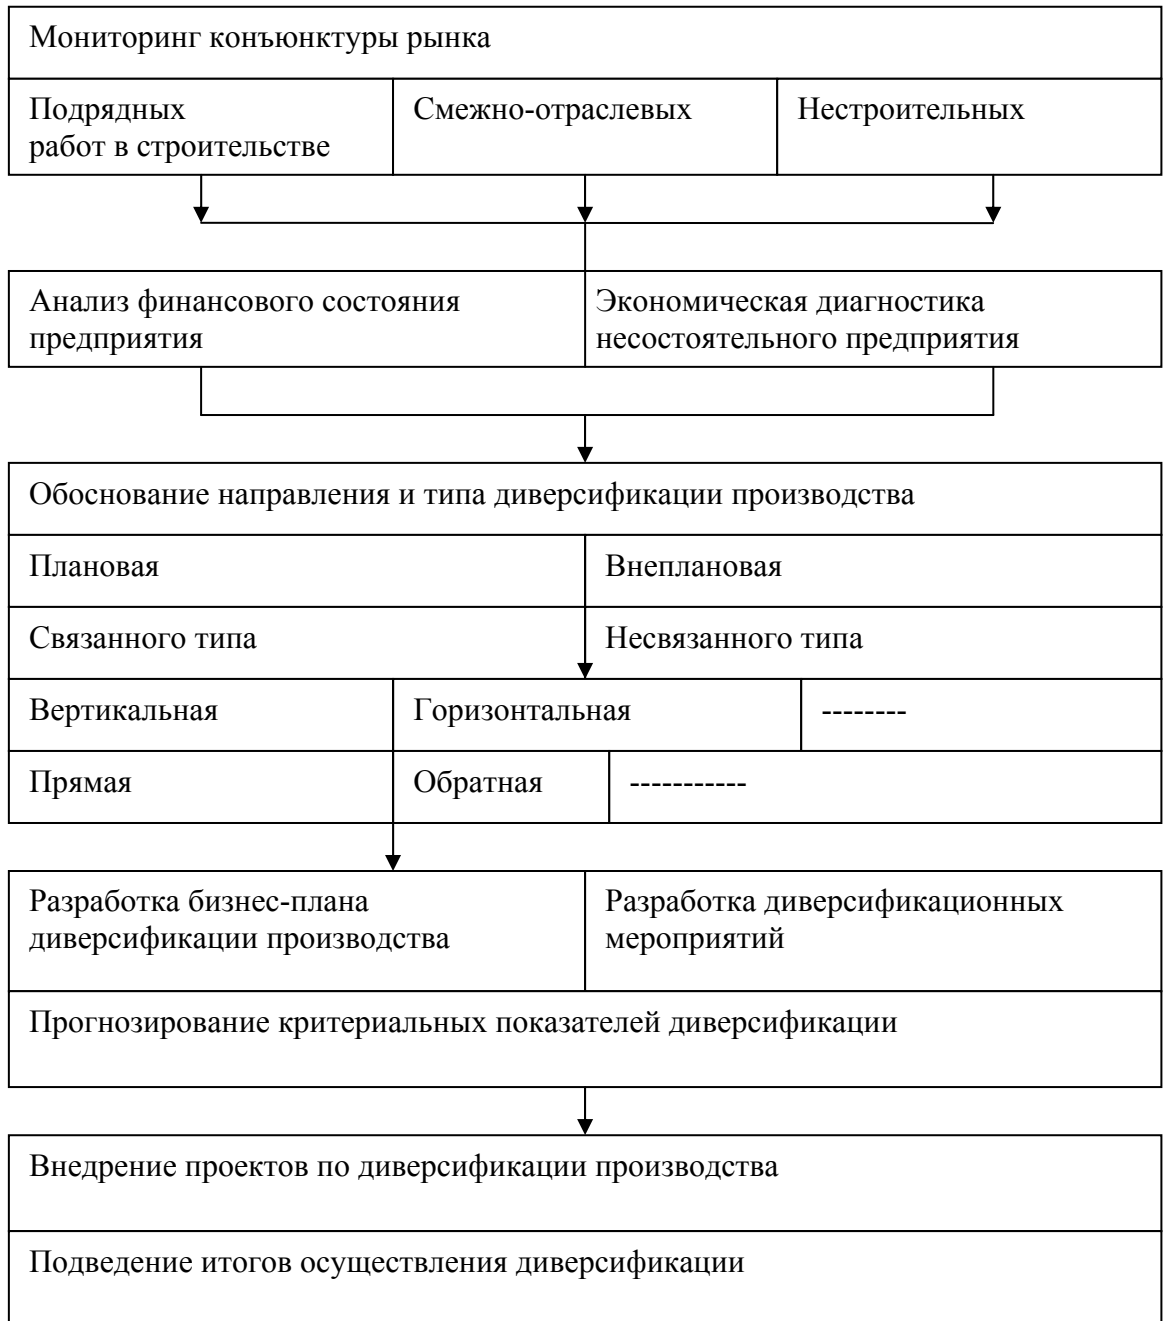 Мониторинг конъюнктуры рынка
Подрядных
работ в строительстве
Смежно-отраслевых
Нестроительных
Анализ финансового состояния
предприятия
Экономическая диагностика
несостоятельного предприятия
Обоснование направления и типа диверсификации производства
Плановая
Внеплановая
Связанного типа
Несвязанного типа
Вертикальная
Горизонтальная
--------
Прямая
Обратная
-----------
Разработка бизнес-плана
диверсификации производства
Разработка диверсификационных
мероприятий
Прогнозирование критериальных показателей диверсификации
Внедрение проектов по диверсификации производства
Подведение итогов осуществления диверсификации